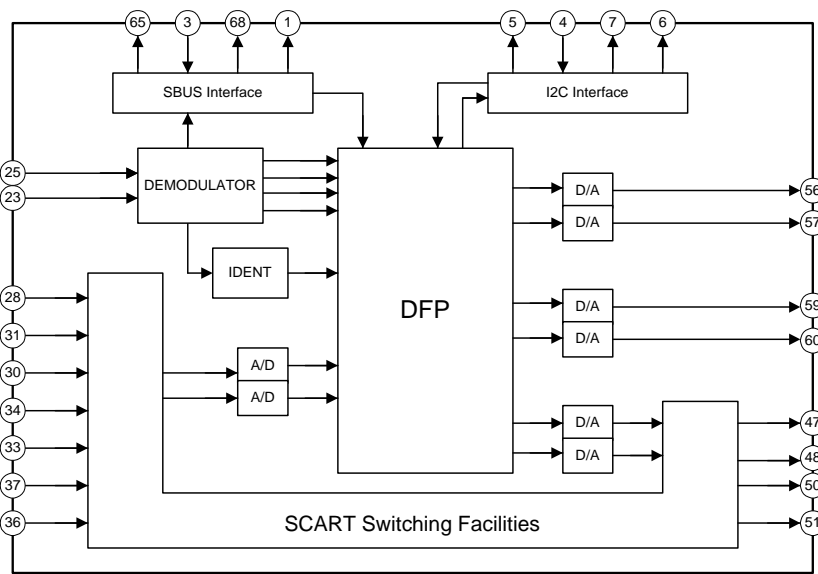 65 3 68 1 5 4 7 6
SBUS Interface
I2C Interface
25
23
DEMODULATOR
IDENT
DFP
D/A
D/A
56
57
28
31
30
34
33
37
36
A/D
A/D
D/A
D/A
59
60
D/A
D/A
47
48
50
51
SCART Switching Facilities